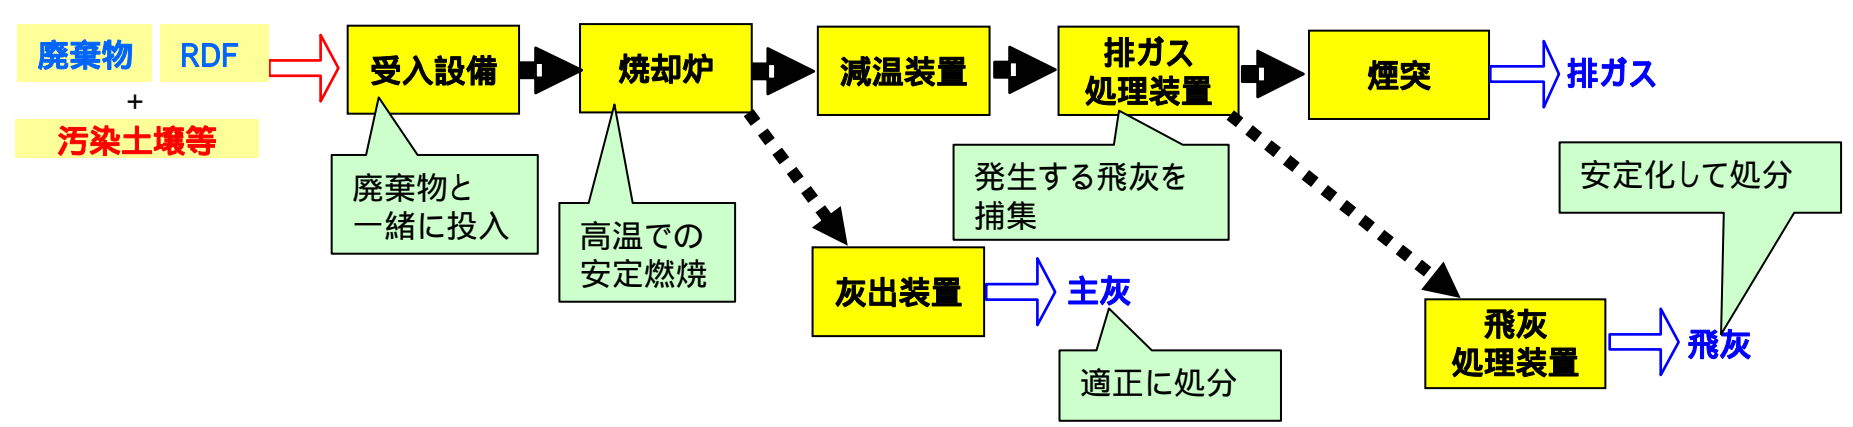 廃棄物 RDF
+
汚染土壌等
受入設備
焼却炉
減温装置
排ガス
処理装置
煙突
排ガス
廃棄物と
一緒に投入
高温での
安定燃焼
発生する飛灰を
捕集
安定化して処分
灰出装置
主灰
適正に処分
飛灰
処理装置
飛灰